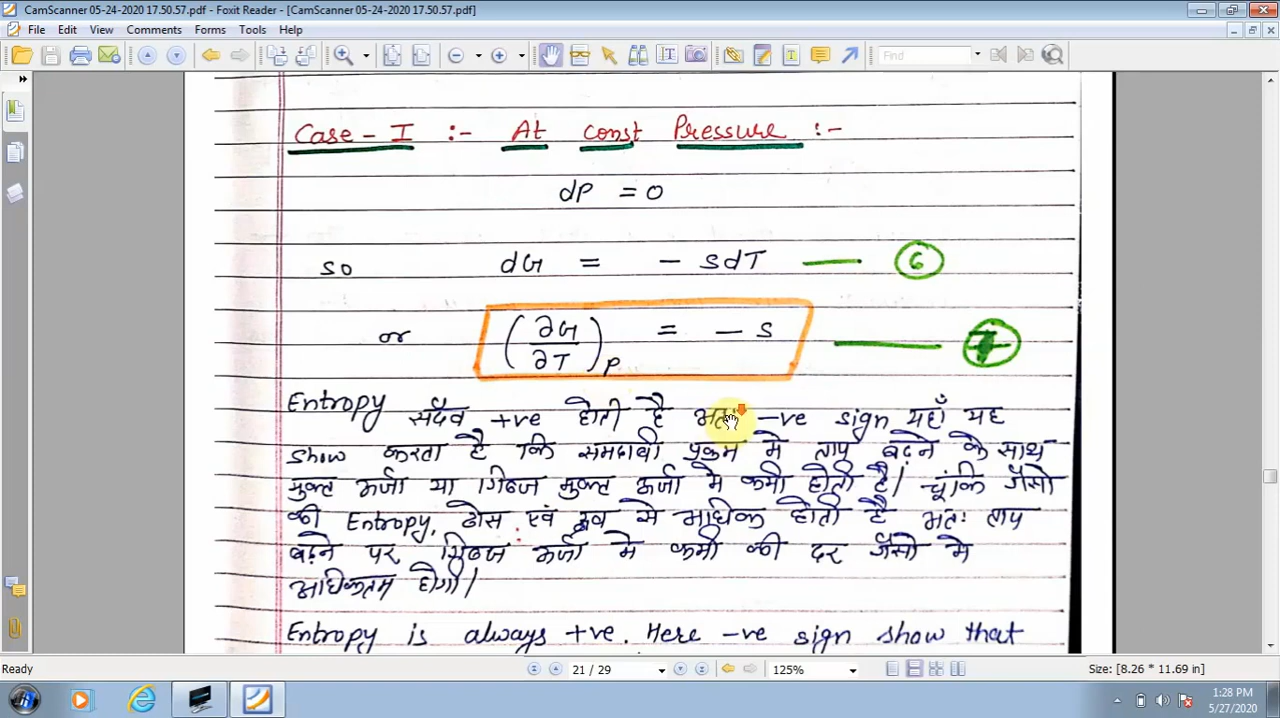 CamScanner 05-24-2020 17.50.57.pdf - Foxit Reader - [CamScanner 05-24-2020 17.50.57.pdf]
File Edit View Comments Forms Tools Help
Find
Case - I :- At const Pressure :-
dP = 0
so dG = - SdT — 6
or (∂G/∂T)P = - S — 7
Entropy सदैव +ve होती है अतः -ve sign यहाँ यह
show करता है कि समदाबी प्रक्रम मे ताप बढ़ने के साथ
मुक्त ऊर्जा या गिब्ज मुक्त ऊर्जा मे कमी होती है। चूंकि गैसो
की Entropy, ठोस एवं द्रव से अधिक होती है अतः ताप
बढ़ने पर गिब्ज ऊर्जा मे कमी की दर गैसो मे
अधिकतम होगी।
Entropy is always +ve. Here -ve sign show that
Ready 21 / 29 125% Size: [8.26 * 11.69 in]
1:28 PM
5/27/2020